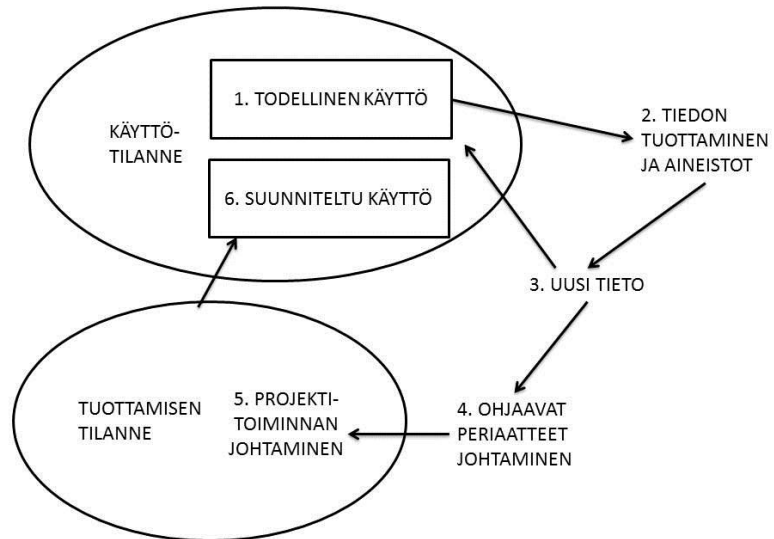 1. TODELLINEN KÄYTTÖ
KÄYTTÖ-
TILANNE
6. SUUNNITELTU KÄYTTÖ
2. TIEDON
TUOTTAMINEN
JA AINEISTOT
3. UUSI TIETO
4. OHJAAVAT
PERIAATTEET
JOHTAMINEN
5. PROJEKTI-
TOIMINNAN
JOHTAMINEN
TUOTTAMISEN
TILANNE